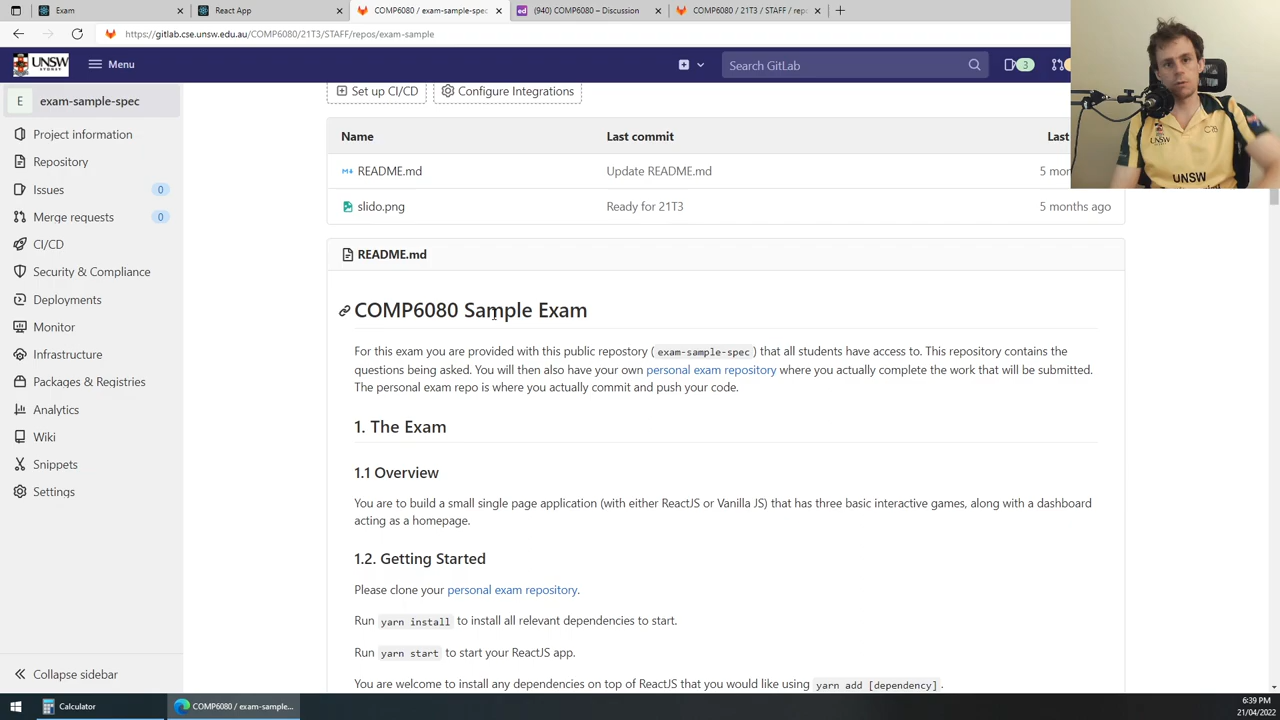 Exam
React App
COMP6080 / exam-sample-spec
(940) COMP6080 – Discussion
COMP6080 / 21T3 / STAFF / repo
https://gitlab.cse.unsw.edu.au/COMP6080/21T3/STAFF/repos/exam-sample
UNSW
SYDNEY
Menu
Search GitLab
3
E
exam-sample-spec
Project information
Repository
Issues
0
Merge requests
0
CI/CD
Security & Compliance
Deployments
Monitor
Infrastructure
Packages & Registries
Analytics
Wiki
Snippets
Settings
Collapse sidebar
Set up CI/CD
Configure Integrations
Name Last commit Last
README.md Update README.md 5 mon
slido.png Ready for 21T3 5 months ago
README.md
COMP6080 Sample Exam
For this exam you are provided with this public repostory ( exam-sample-spec ) that all students have access to. This repository contains the
questions being asked. You will then also have your own personal exam repository where you actually complete the work that will be submitted.
The personal exam repo is where you actually commit and push your code.
1. The Exam
1.1 Overview
You are to build a small single page application (with either ReactJS or Vanilla JS) that has three basic interactive games, along with a dashboard
acting as a homepage.
1.2. Getting Started
Please clone your personal exam repository.
Run yarn install to install all relevant dependencies to start.
Run yarn start to start your ReactJS app.
You are welcome to install any dependencies on top of ReactJS that you would like using yarn add [dependency] .
UNSW
UNSW
Calculator
COMP6080 / exam-sample...
6:39 PM
21/04/2022